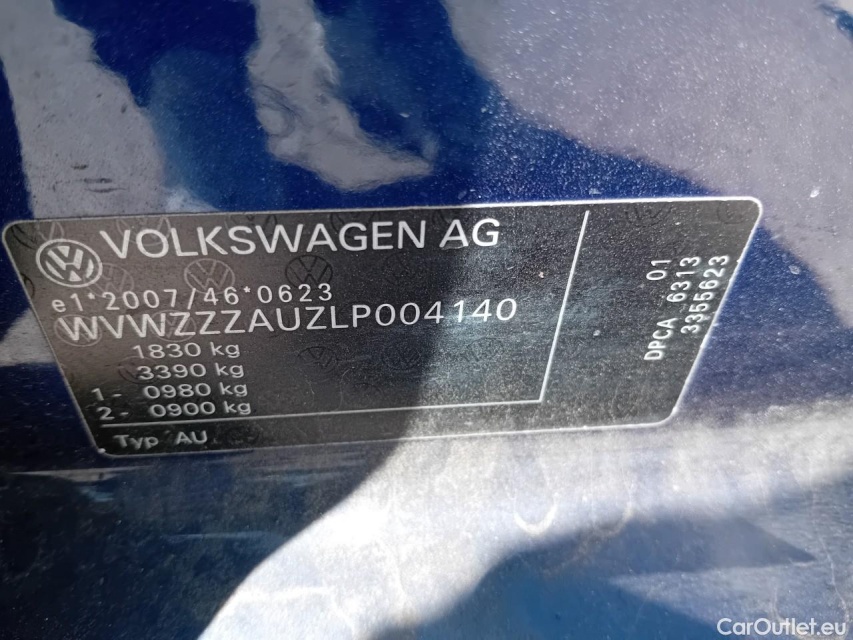 VOLKSWAGEN AG
e1*2007/46*0623
WVWZZZAUZLP004140
1830 kg
3390 kg
1- 0980 kg
2- 0900 kg
Typ AU
01
DPCA 6313
3355623
CarOutlet.eu